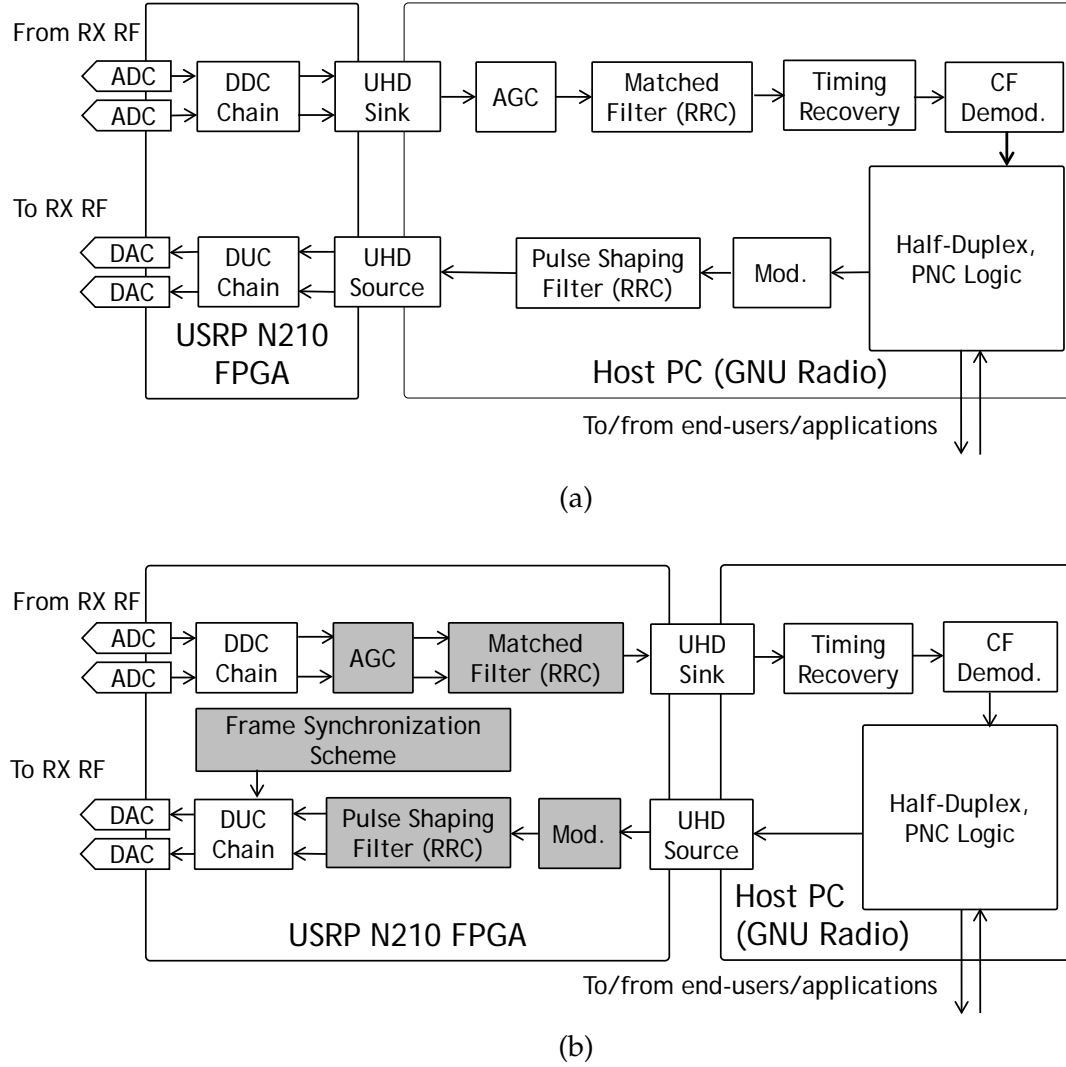 From RX RF
ADC
ADC
DDC
Chain
UHD
Sink
AGC
Matched
Filter (RRC)
Timing
Recovery
CF
Demod.
To RX RF
DAC
DAC
DUC
Chain
UHD
Source
Pulse Shaping
Filter (RRC)
Mod.
Half-Duplex,
PNC Logic
USRP N210
FPGA
Host PC (GNU Radio)
To/from end-users/applications
(a)
From RX RF
ADC
ADC
DDC
Chain
AGC
Matched
Filter (RRC)
UHD
Sink
Timing
Recovery
CF
Demod.
Frame Synchronization
Scheme
To RX RF
DAC
DAC
DUC
Chain
Pulse Shaping
Filter (RRC)
Mod.
UHD
Source
Half-Duplex,
PNC Logic
USRP N210 FPGA
Host PC
(GNU Radio)
To/from end-users/applications
(b)